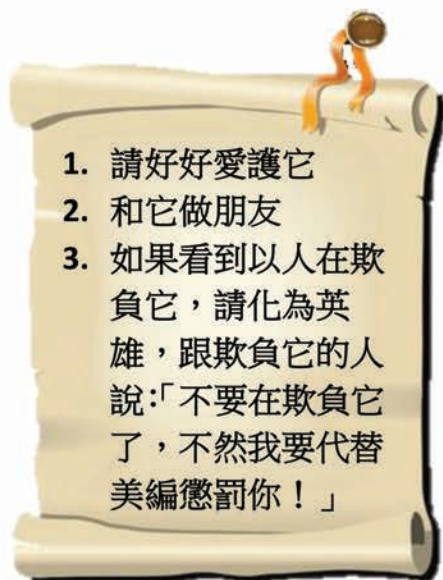 1. 請好好愛護它
2. 和它做朋友
3. 如果看到以人在欺
負它，請化為英
雄，跟欺負它的人
說：「不要在欺負它
了，不然我要代替
美編懲罰你！」